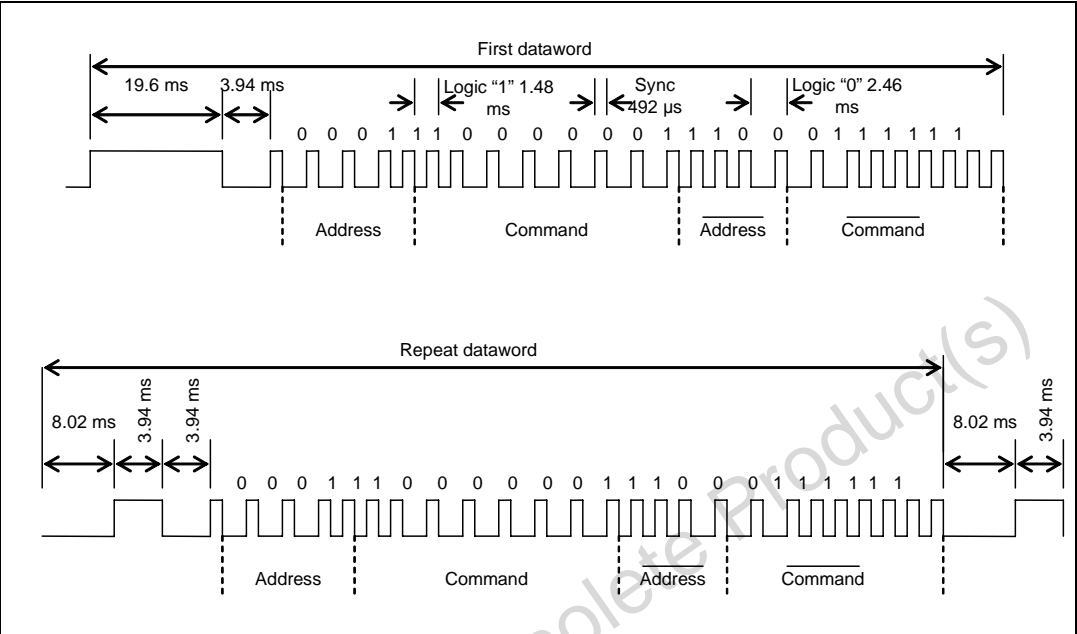 First dataword
19.6 ms 3.94 ms Logic “1” 1.48 ms Sync 492 µs Logic “0” 2.46 ms
0 0 0 1 1 1 0 0 0 0 0 0 1 1 1 0 0 0 1 1 1 1 1 1
Address Command Address Command
Repeat dataword
8.02 ms 3.94 ms 3.94 ms 8.02 ms 3.94 ms
0 0 0 1 1 1 0 0 0 0 0 0 1 1 1 0 0 0 1 1 1 1 1 1
Address Command Address Command
olete Product(s)